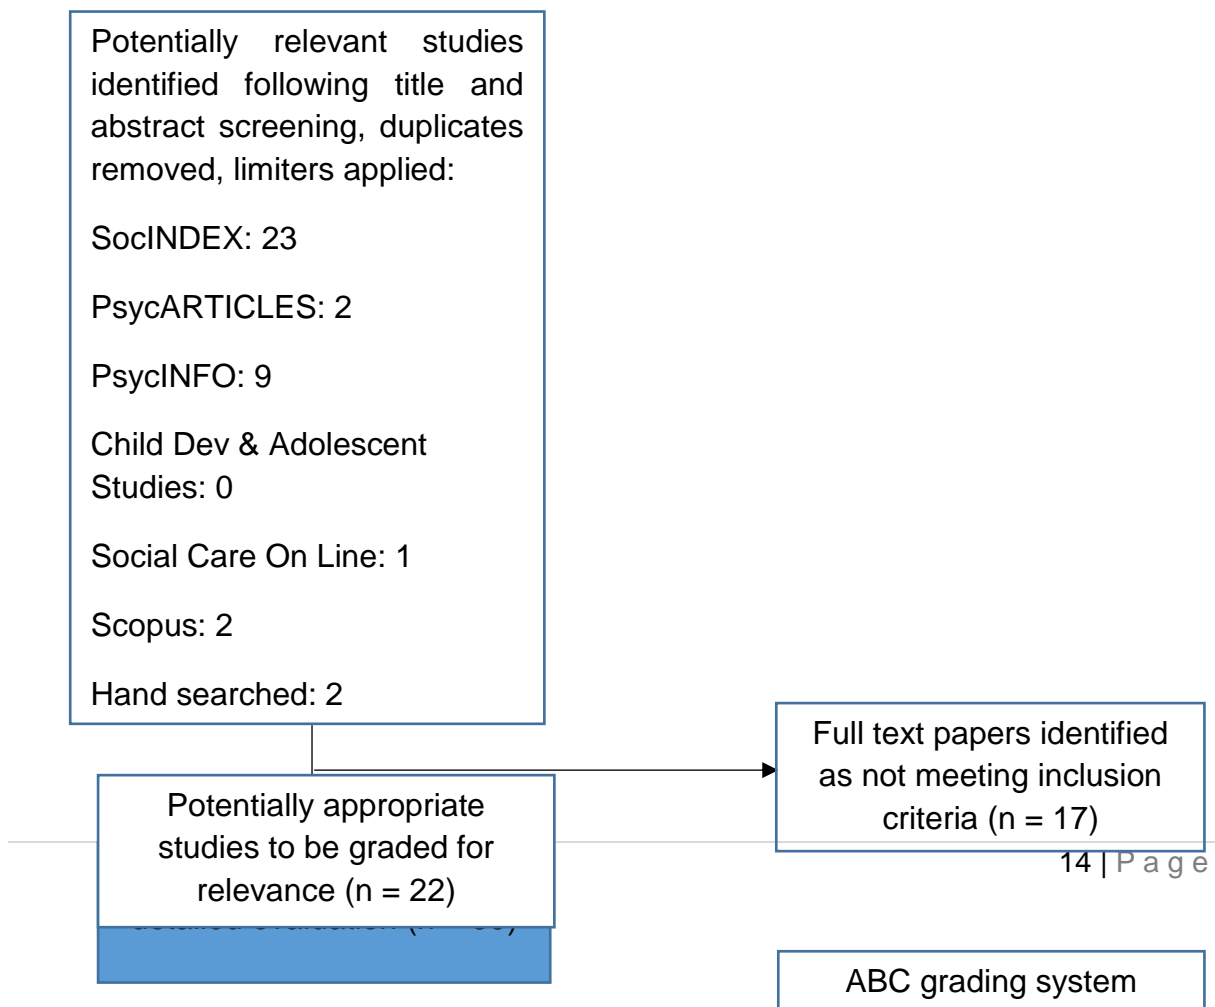 Potentially relevant studies
identified following title and
abstract screening, duplicates
removed, limiters applied:
SocINDEX: 23
PsycARTICLES: 2
PsycINFO: 9
Child Dev & Adolescent
Studies: 0
Social Care On Line: 1
Scopus: 2
Hand searched: 2
Full text papers identified
as not meeting inclusion
criteria (n = 17)
Potentially appropriate
studies to be graded for
relevance (n = 22)
14 | P a g e
ABC grading system